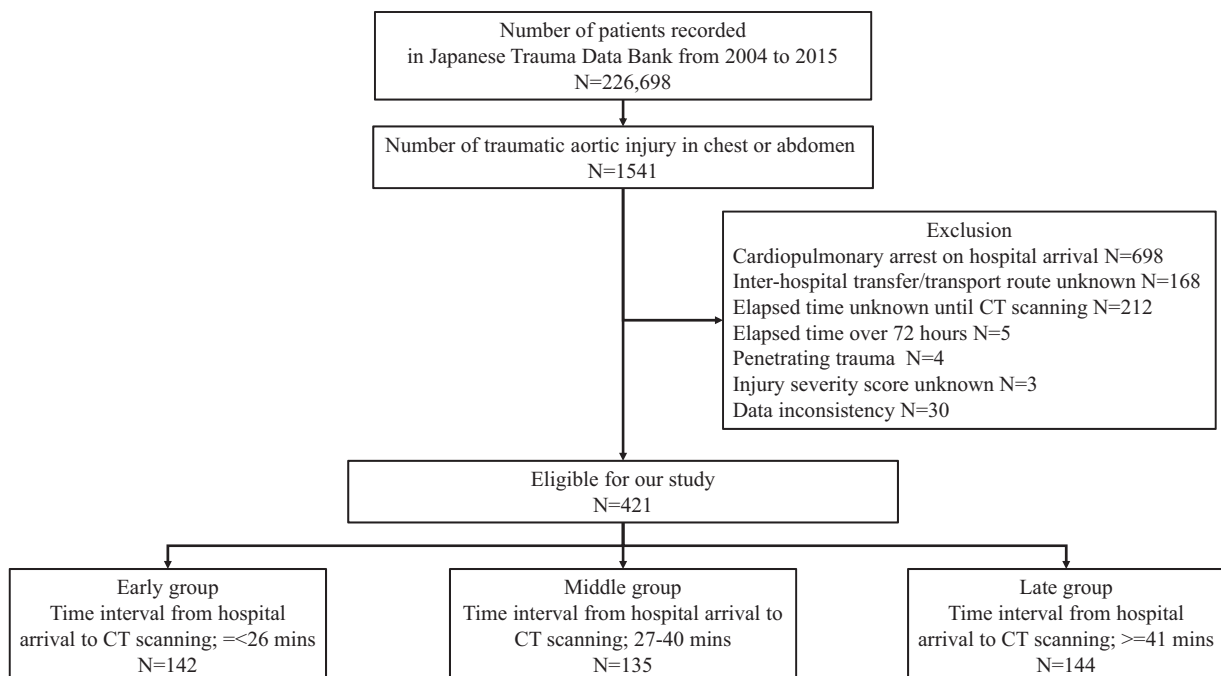 Number of patients recorded
in Japanese Trauma Data Bank from 2004 to 2015
N=226,698
Number of traumatic aortic injury in chest or abdomen
N=1541
Exclusion
Cardiopulmonary arrest on hospital arrival N=698
Inter-hospital transfer/transport route unknown N=168
Elapsed time unknown until CT scanning N=212
Elapsed time over 72 hours N=5
Penetrating trauma N=4
Injury severity score unknown N=3
Data inconsistency N=30
Eligible for our study
N=421
Early group
Time interval from hospital
arrival to CT scanning; =<26 mins
N=142
Middle group
Time interval from hospital arrival to
CT scanning; 27-40 mins
N=135
Late group
Time interval from hospital
arrival to CT scanning; >=41 mins
N=144